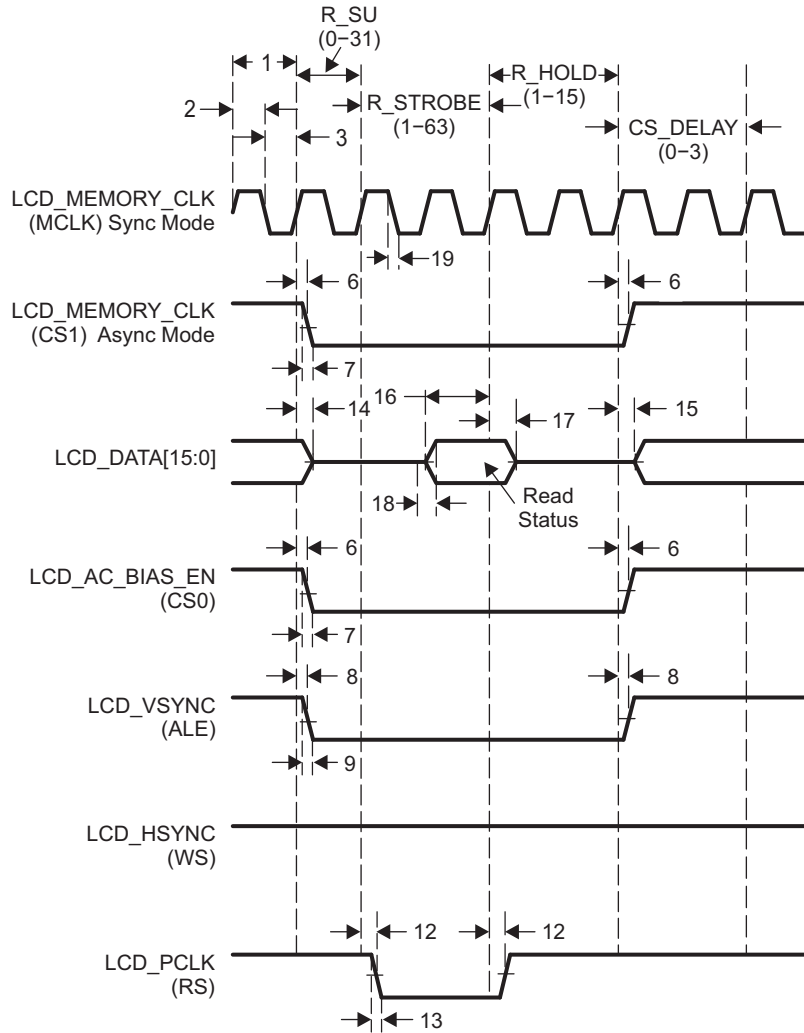 R_SU
(0−31)
1
R_HOLD
(1−15)
2
R_STROBE
(1−63)
CS_DELAY
(0−3)
3
LCD_MEMORY_CLK
(MCLK) Sync Mode
19
6
6
LCD_MEMORY_CLK
(CS1) Async Mode
7
16
14
17
15
LCD_DATA[15:0]
18
Read
Status
6
6
LCD_AC_BIAS_EN
(CS0)
7
8
8
LCD_VSYNC
(ALE)
9
LCD_HSYNC
(WS)
12
12
LCD_PCLK
(RS)
13